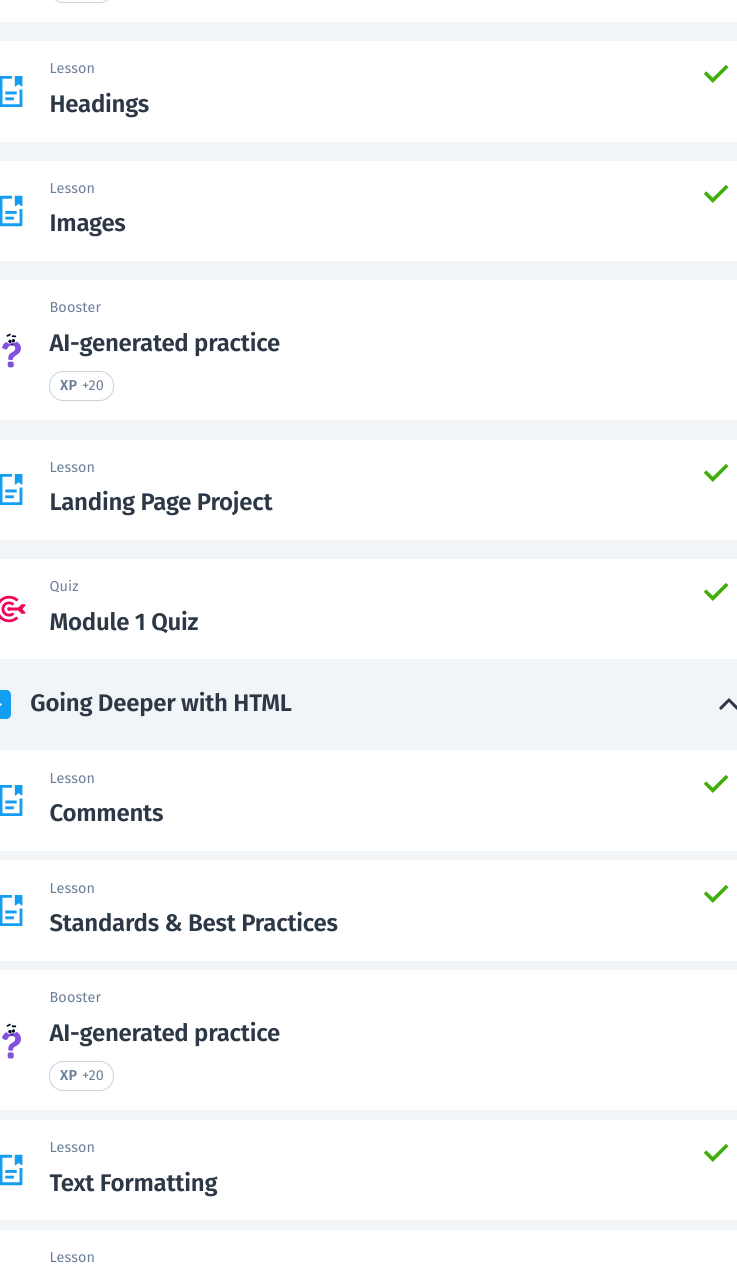 Lesson
Headings
Lesson
Images
Booster
AI-generated practice
XP +20
Lesson
Landing Page Project
Quiz
Module 1 Quiz
Going Deeper with HTML
Lesson
Comments
Lesson
Standards & Best Practices
Booster
AI-generated practice
XP +20
Lesson
Text Formatting
Lesson